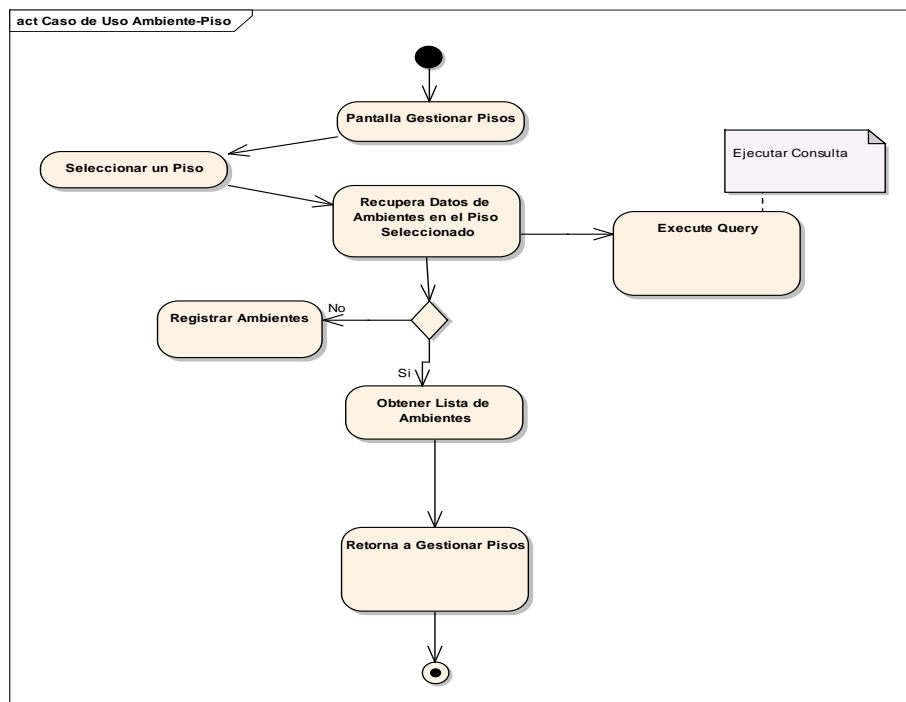 act Caso de Uso Ambiente-Piso
Pantalla Gestionar Pisos
Seleccionar un Piso
Ejecutar Consulta
Recupera Datos de
Ambientes en el Piso
Seleccionado
Execute Query
Registrar Ambientes
No
Si
Obtener Lista de
Ambientes
Retorna a Gestionar Pisos